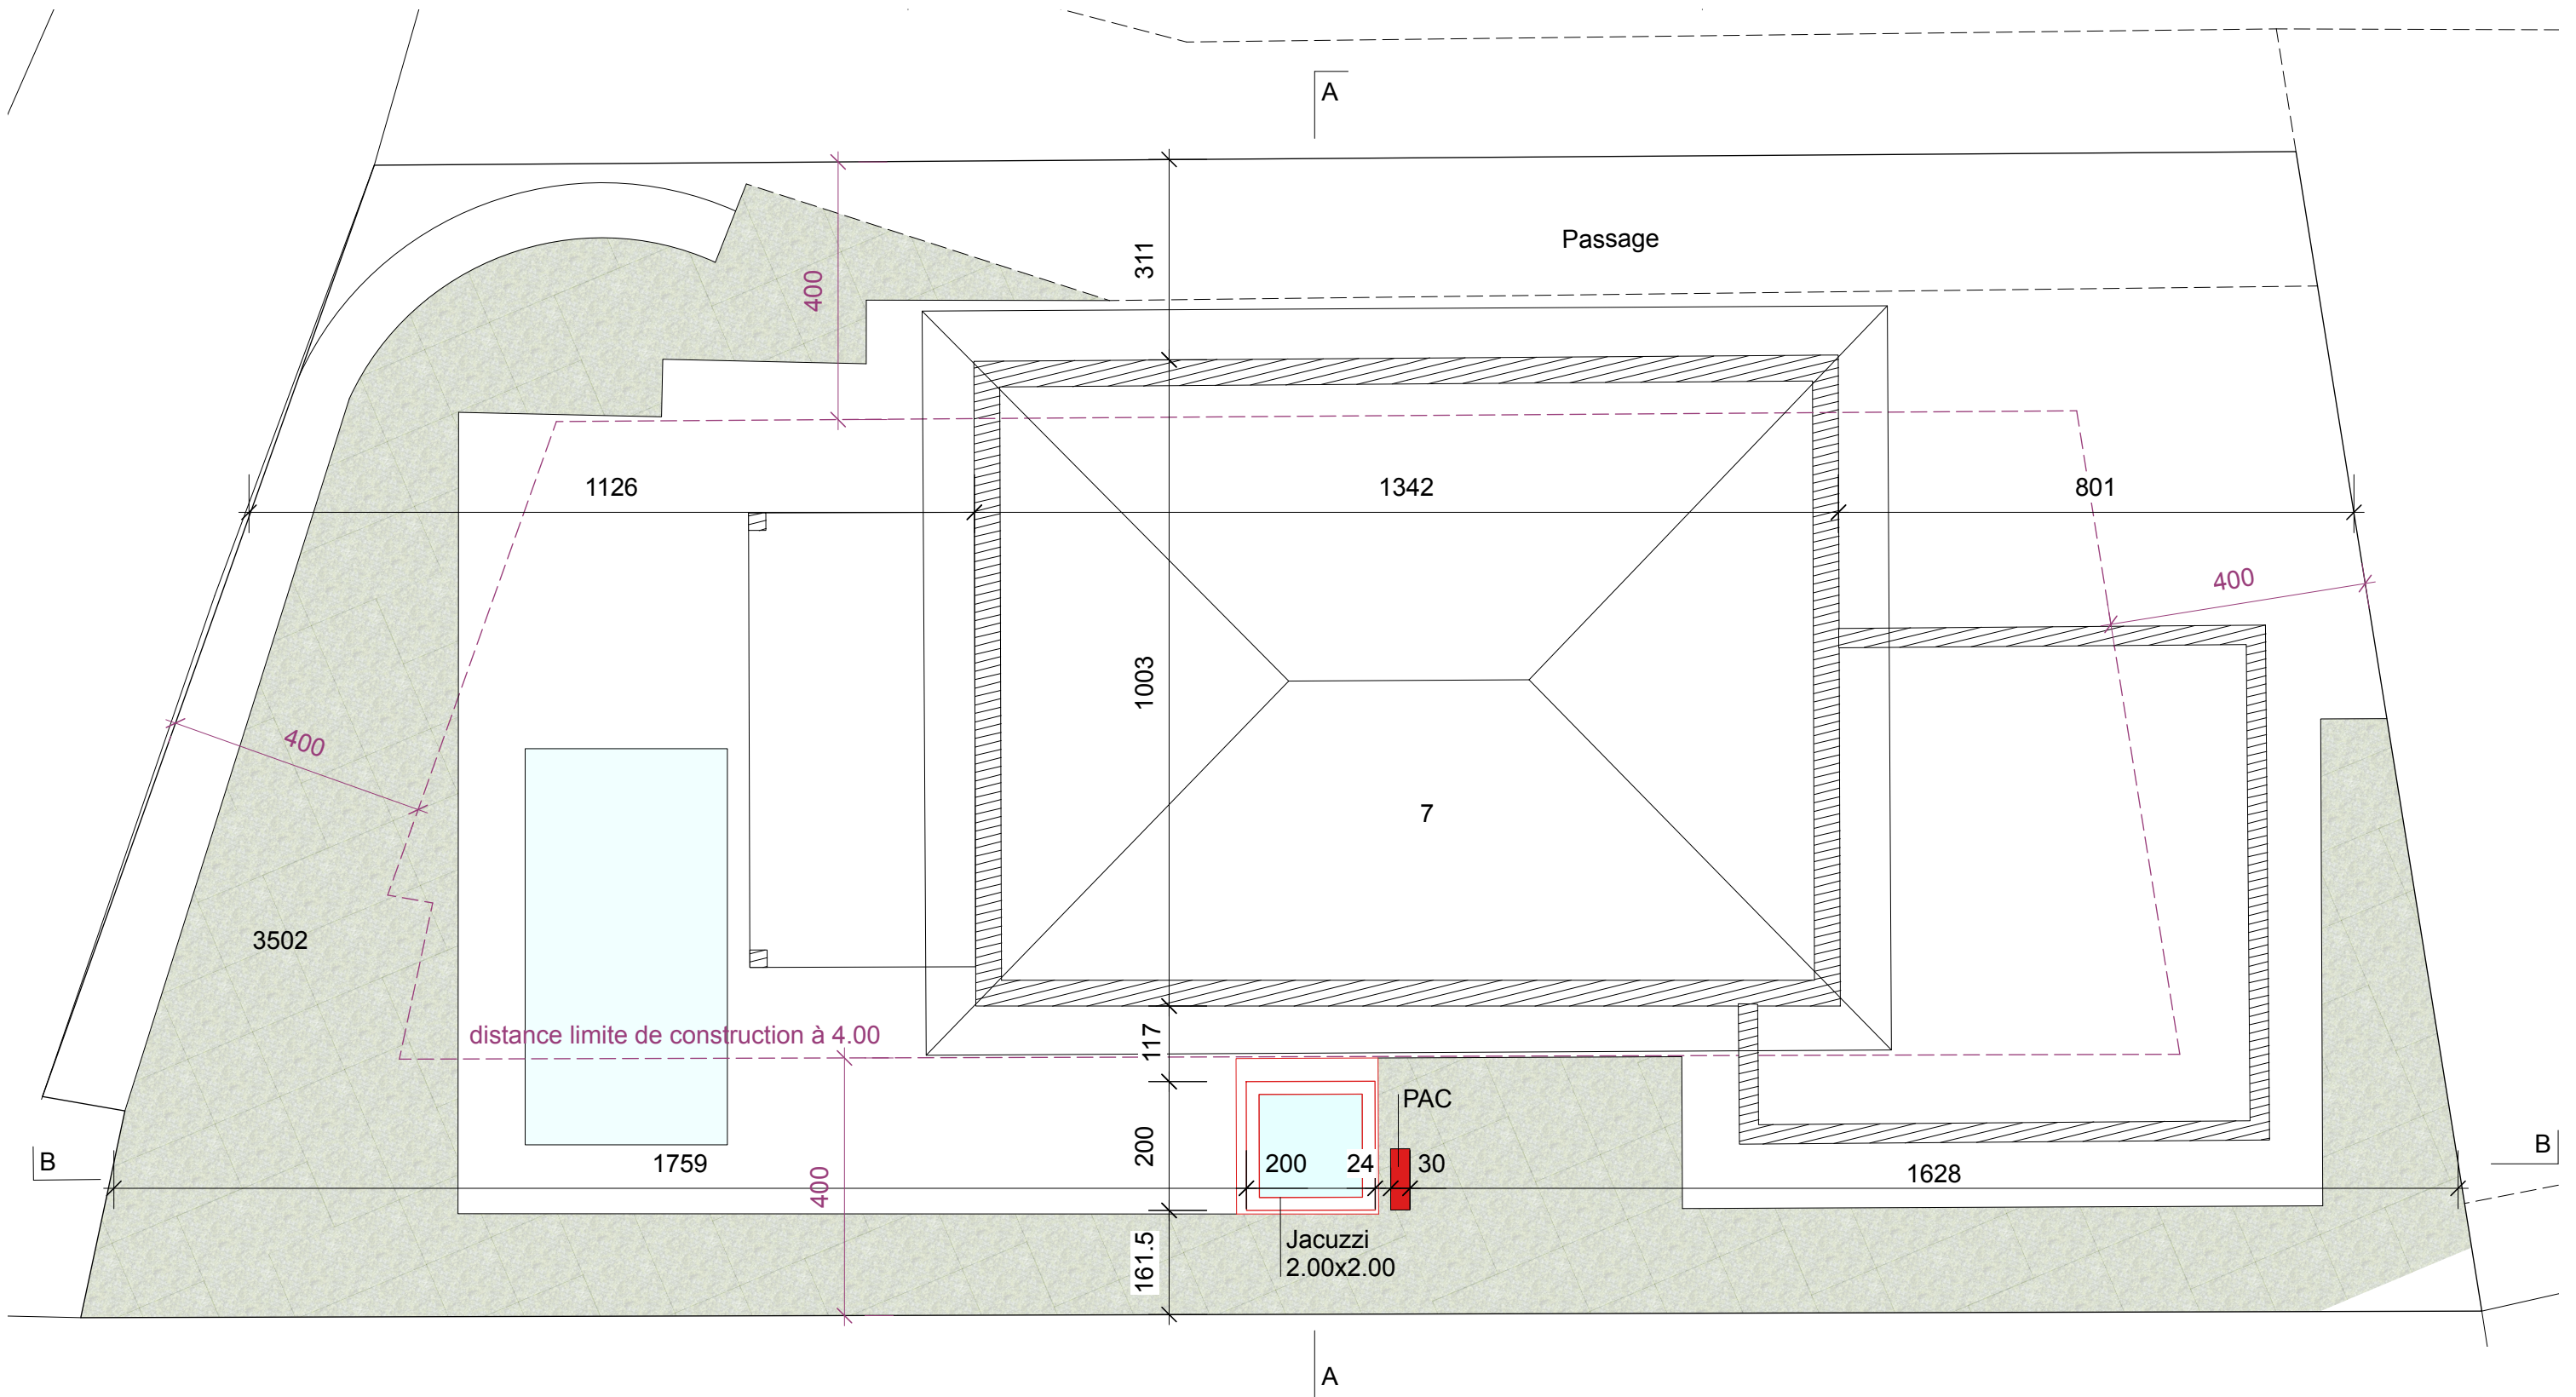 A
Passage
311
400
1126
1342
801
400
1003
400
7
3502
distance limite de construction à 4.00
117
PAC
B
1759
400
200
200
24
30
1628
B
161.5
Jacuzzi
2.00x2.00
A